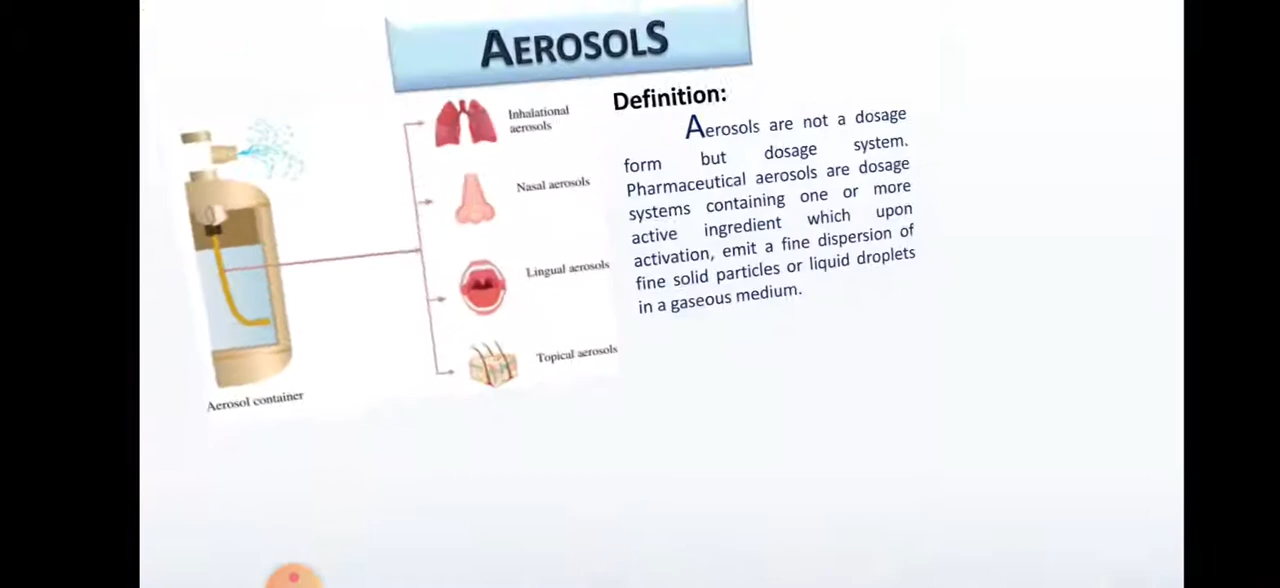 AEROSOLS
Inhalational
aerosols
Nasal aerosols
Lingual aerosols
Topical aerosols
Aerosol container
Definition:
Aerosols are not a dosage
form but dosage system.
Pharmaceutical aerosols are dosage
systems containing one or more
active ingredient which upon
activation, emit a fine dispersion of
fine solid particles or liquid droplets
in a gaseous medium.